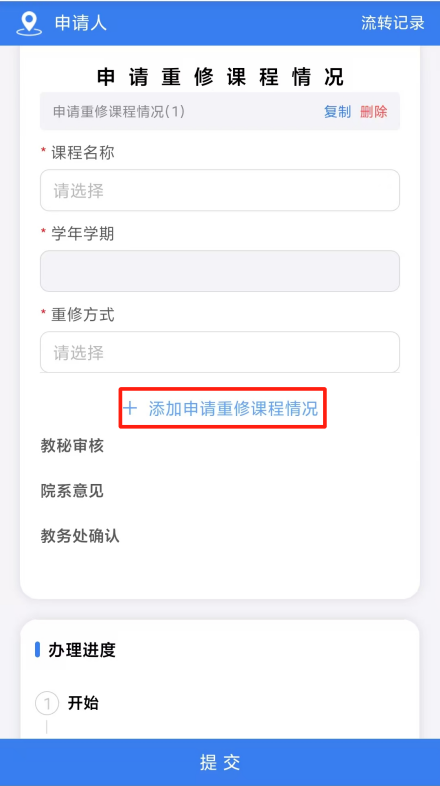 申请人 流转记录
申请重修课程情况
申请重修课程情况(1) 复制 删除
* 课程名称
请选择
* 学年学期
* 重修方式
请选择
+ 添加申请重修课程情况
教秘审核
院系意见
教务处确认
办理进度
1 开始
提交